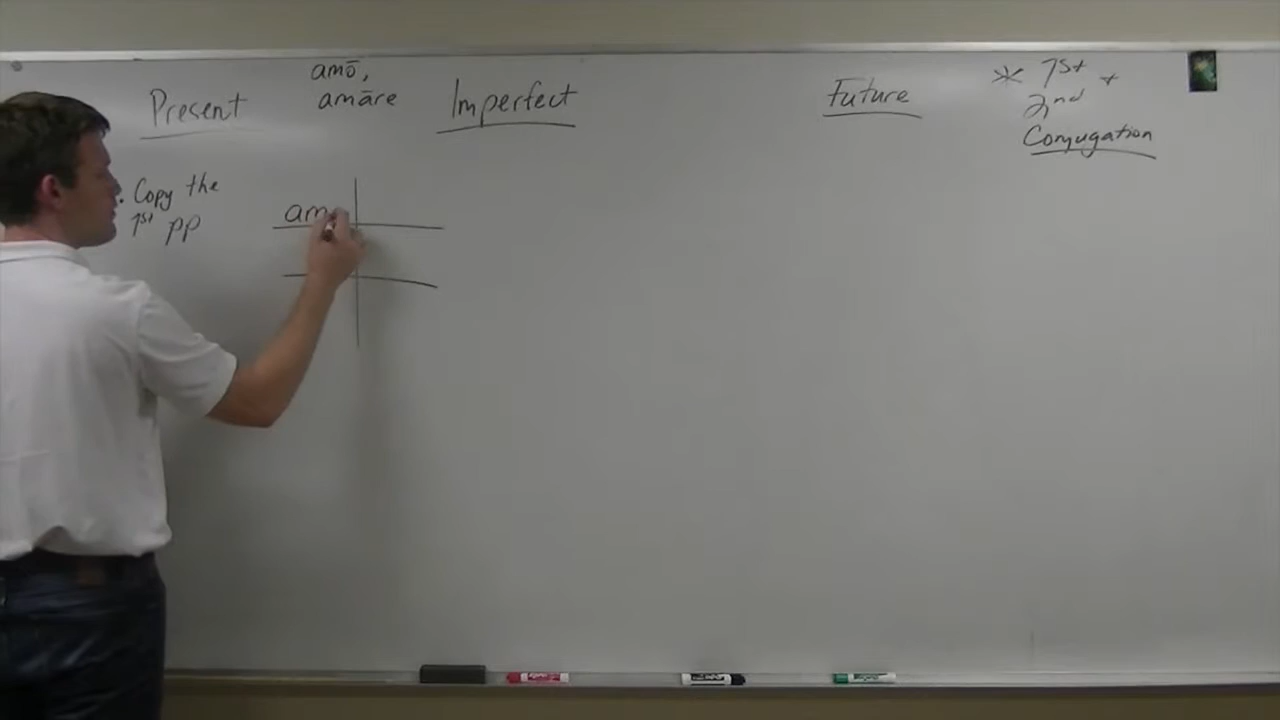 Present
amō,
amāre
Imperfect
Future
* 1st +
2nd
Conjugation
. Copy the
1st pp
am